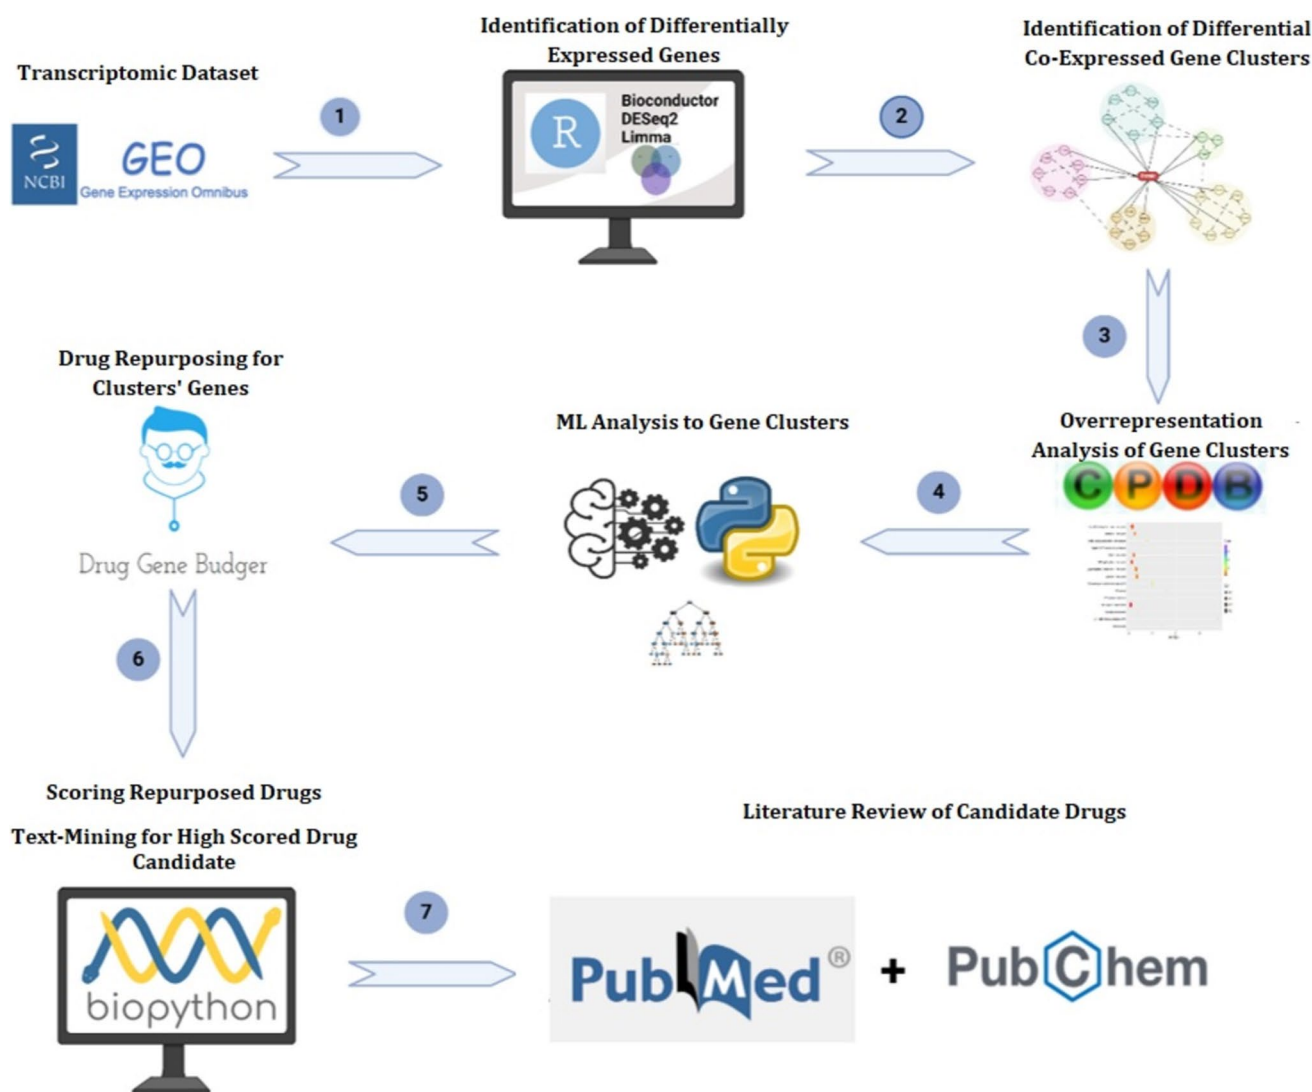 Transcriptomic Dataset
NCBI
GEO
Gene Expression Omnibus
1
Identification of Differentially
Expressed Genes
R
Bioconductor
DESeq2
Limma
2
Identification of Differential
Co-Expressed Gene Clusters
3
Overrepresentation
Analysis of Gene Clusters
CPDB
4
ML Analysis to Gene Clusters
5
Drug Repurposing for
Clusters' Genes
Drug Gene Budger
6
Scoring Repurposed Drugs
Text-Mining for High Scored Drug
Candidate
biopython
7
Literature Review of Candidate Drugs
PubMed®
+
PubChem